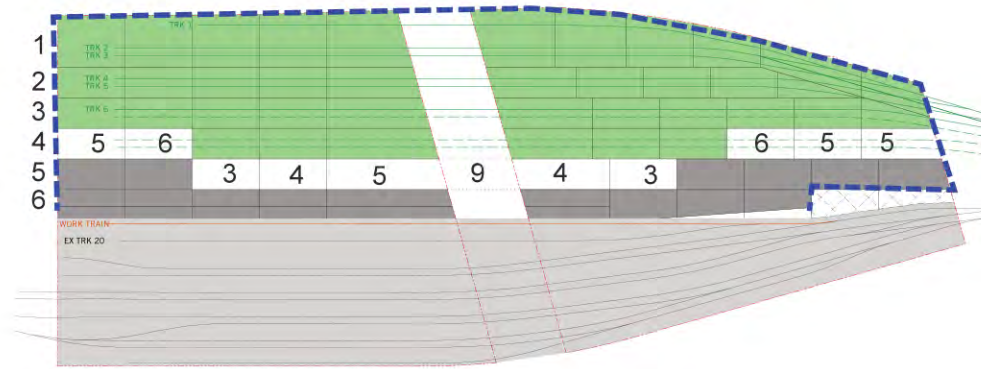 TRK 1
1
TRK 2
TRK 3
2
TRK 4
TRK 5
3
TRK 6
4 5 6 6 5 5
5 3 4 5 9 4 3
6
WORK TRAIN
EX TRK 20